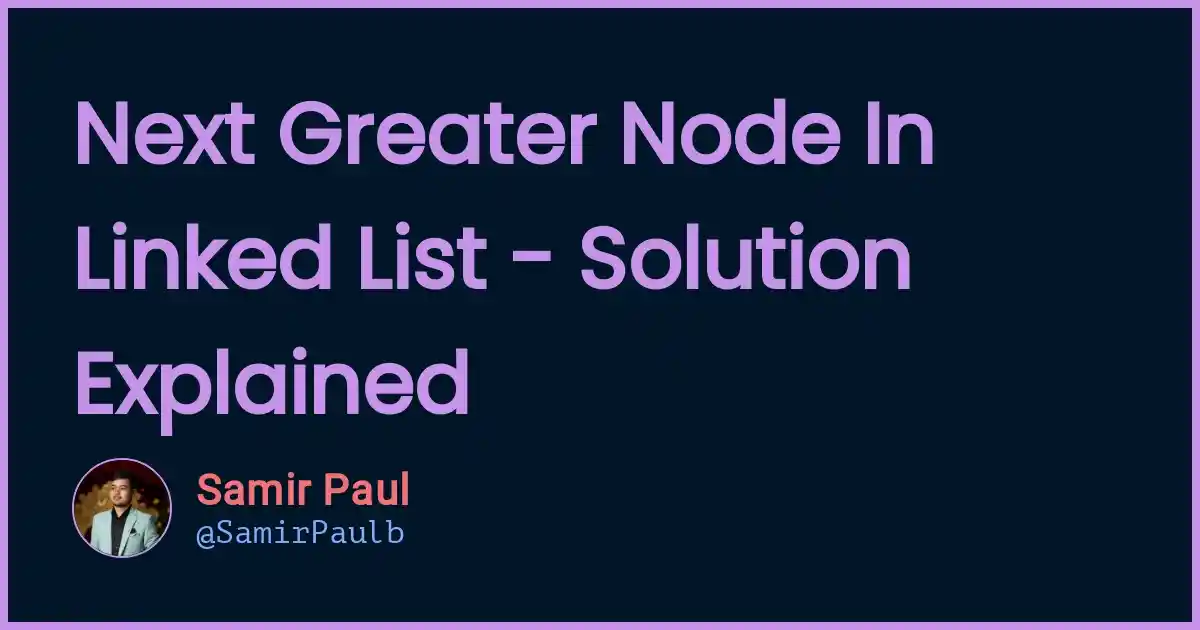 Next Greater Node In
Linked List - Solution
Explained
Samir Paul
@SamirPaulb